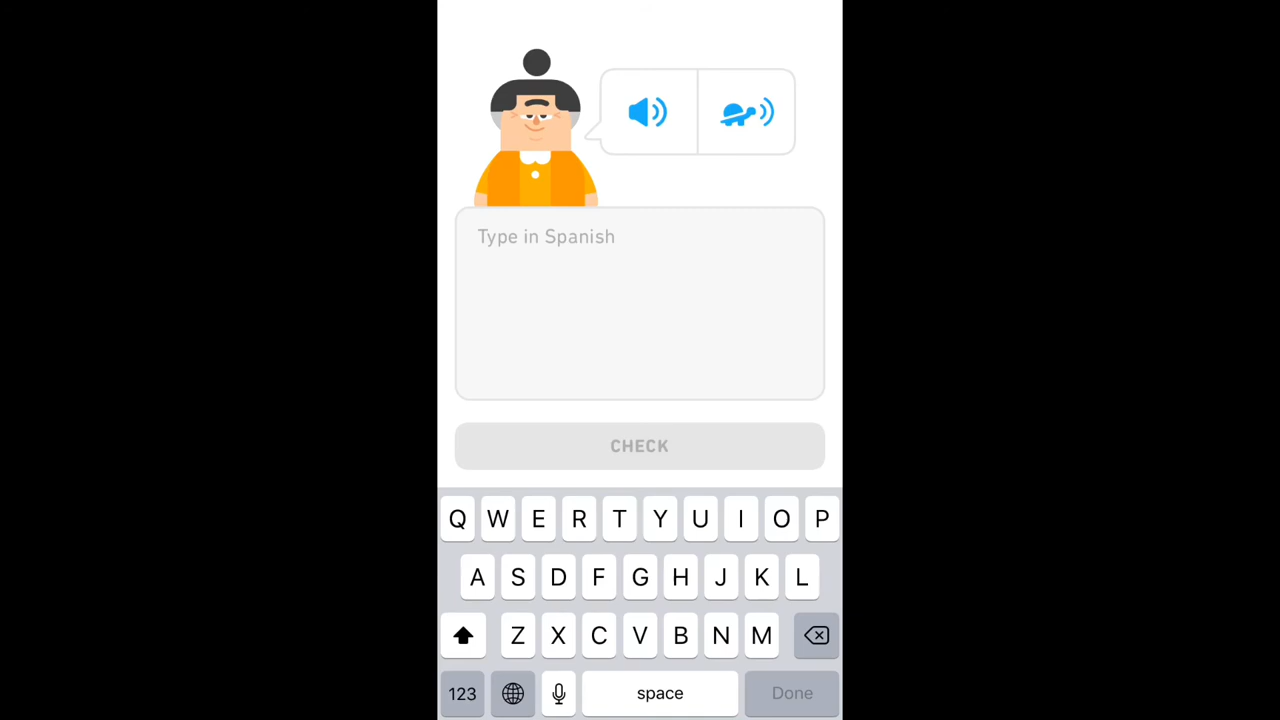 Type in Spanish
CHECK
Q W E R T Y U I O P
A S D F G H J K L
Z X C V B N M
123 space Done